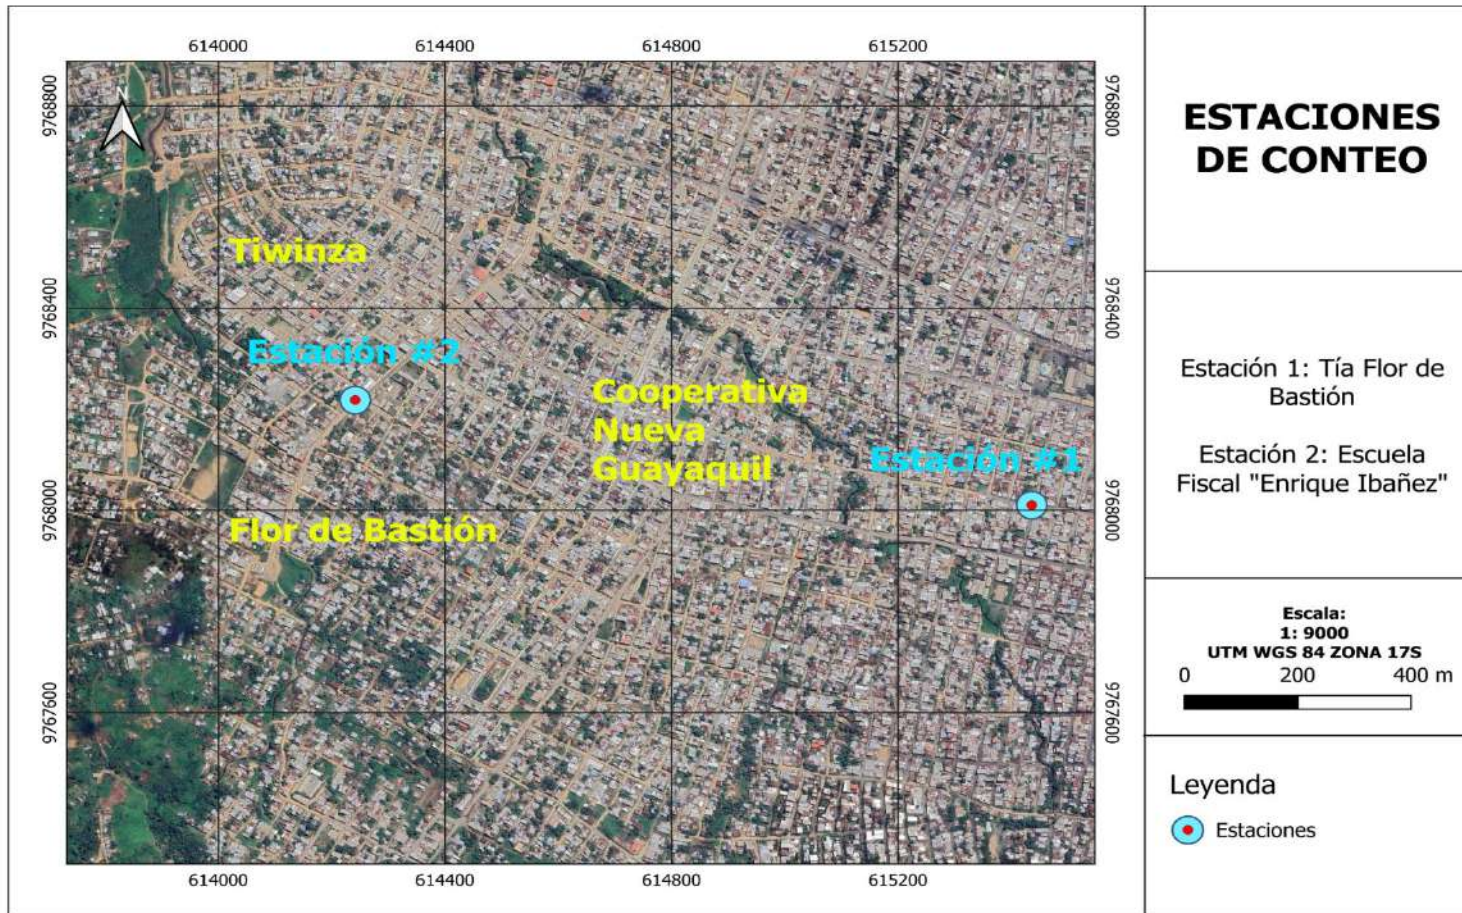 614000 614400 614800 615200
9768800 9768800
N
ESTACIONES
DE CONTEO
Tiwinza
9768400 9768400
Estación #2
Cooperativa
Nueva
Guayaquil
Estación #1
9768000 9768000
Flor de Bastión
9767600 9767600
614000 614400 614800 615200
Estación 1: Tía Flor de
Bastión
Estación 2: Escuela
Fiscal "Enrique Ibañez"
Escala:
1: 9000
UTM WGS 84 ZONA 17S
0 200 400 m
Leyenda
Estaciones